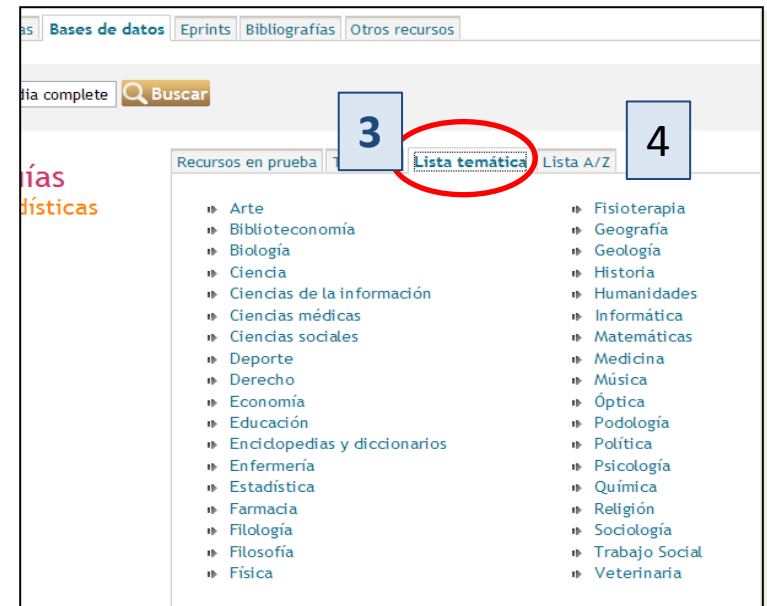 as Bases de datos Eprints Bibliografías Otros recursos
dia complete Buscar
3
4
Recursos en prueba T Lista temática Lista A/Z
ías
dísticas
Arte
Biblioteconomía
Biología
Ciencia
Ciencias de la información
Ciencias médicas
Ciencias sociales
Deporte
Derecho
Economía
Educación
Enciclopedias y diccionarios
Enfermería
Estadística
Farmacia
Filología
Filosofía
Física
Fisioterapia
Geografía
Geología
Historia
Humanidades
Informática
Matemáticas
Medicina
Música
Óptica
Podología
Política
Psicología
Química
Religión
Sociología
Trabajo Social
Veterinaria